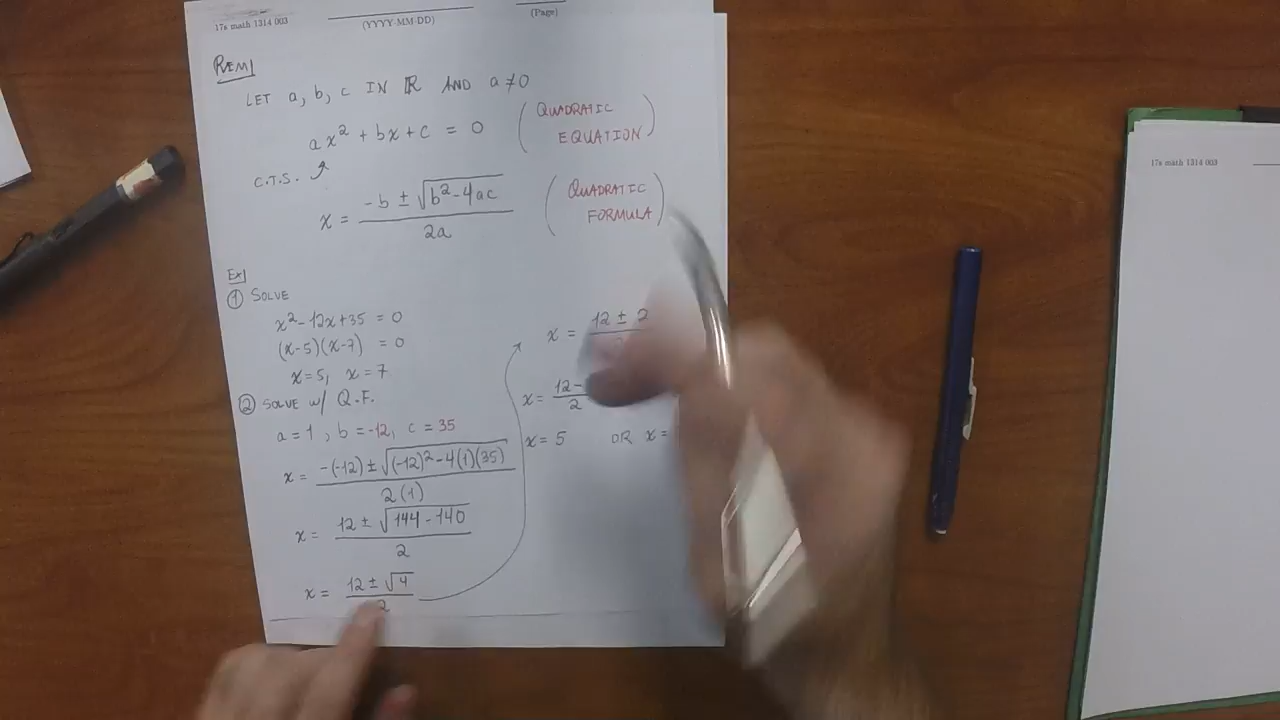 17s math 1314 003
(YYYY-MM-DD)
(Page)
REM
LET a, b, c IN ℝ AND a ≠ 0
ax² + bx + c = 0 (QUADRATIC EQUATION)
C.T.S.
x = (-b ± √(b² - 4ac)) / 2a (QUADRATIC FORMULA)
EX
① SOLVE
x² - 12x + 35 = 0
(x-5)(x-7) = 0
x = 5, x = 7
② SOLVE w/ Q.F.
a = 1, b = -12, c = 35
x = (-(-12) ± √((-12)² - 4(1)(35))) / 2(1)
x = (12 ± √(144 - 140)) / 2
x = (12 ± √4) / 2
x = 12 ± 2
x = 12- / 2
x = 5 OR x =
17s math 1314 003